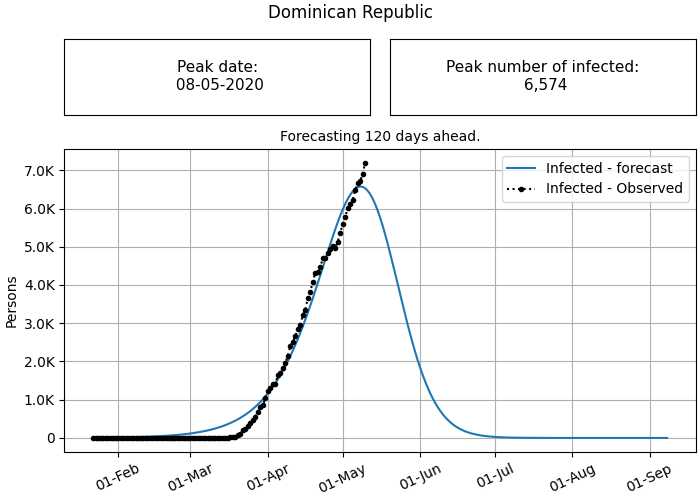 Dominican Republic
Peak date:
08-05-2020
Peak number of infected:
6,574
Forecasting 120 days ahead.
Infected - forecast
Infected - Observed
Persons
7.0K
6.0K
5.0K
4.0K
3.0K
2.0K
1.0K
0
01-Feb
01-Mar
01-Apr
01-May
01-Jun
01-Jul
01-Aug
01-Sep